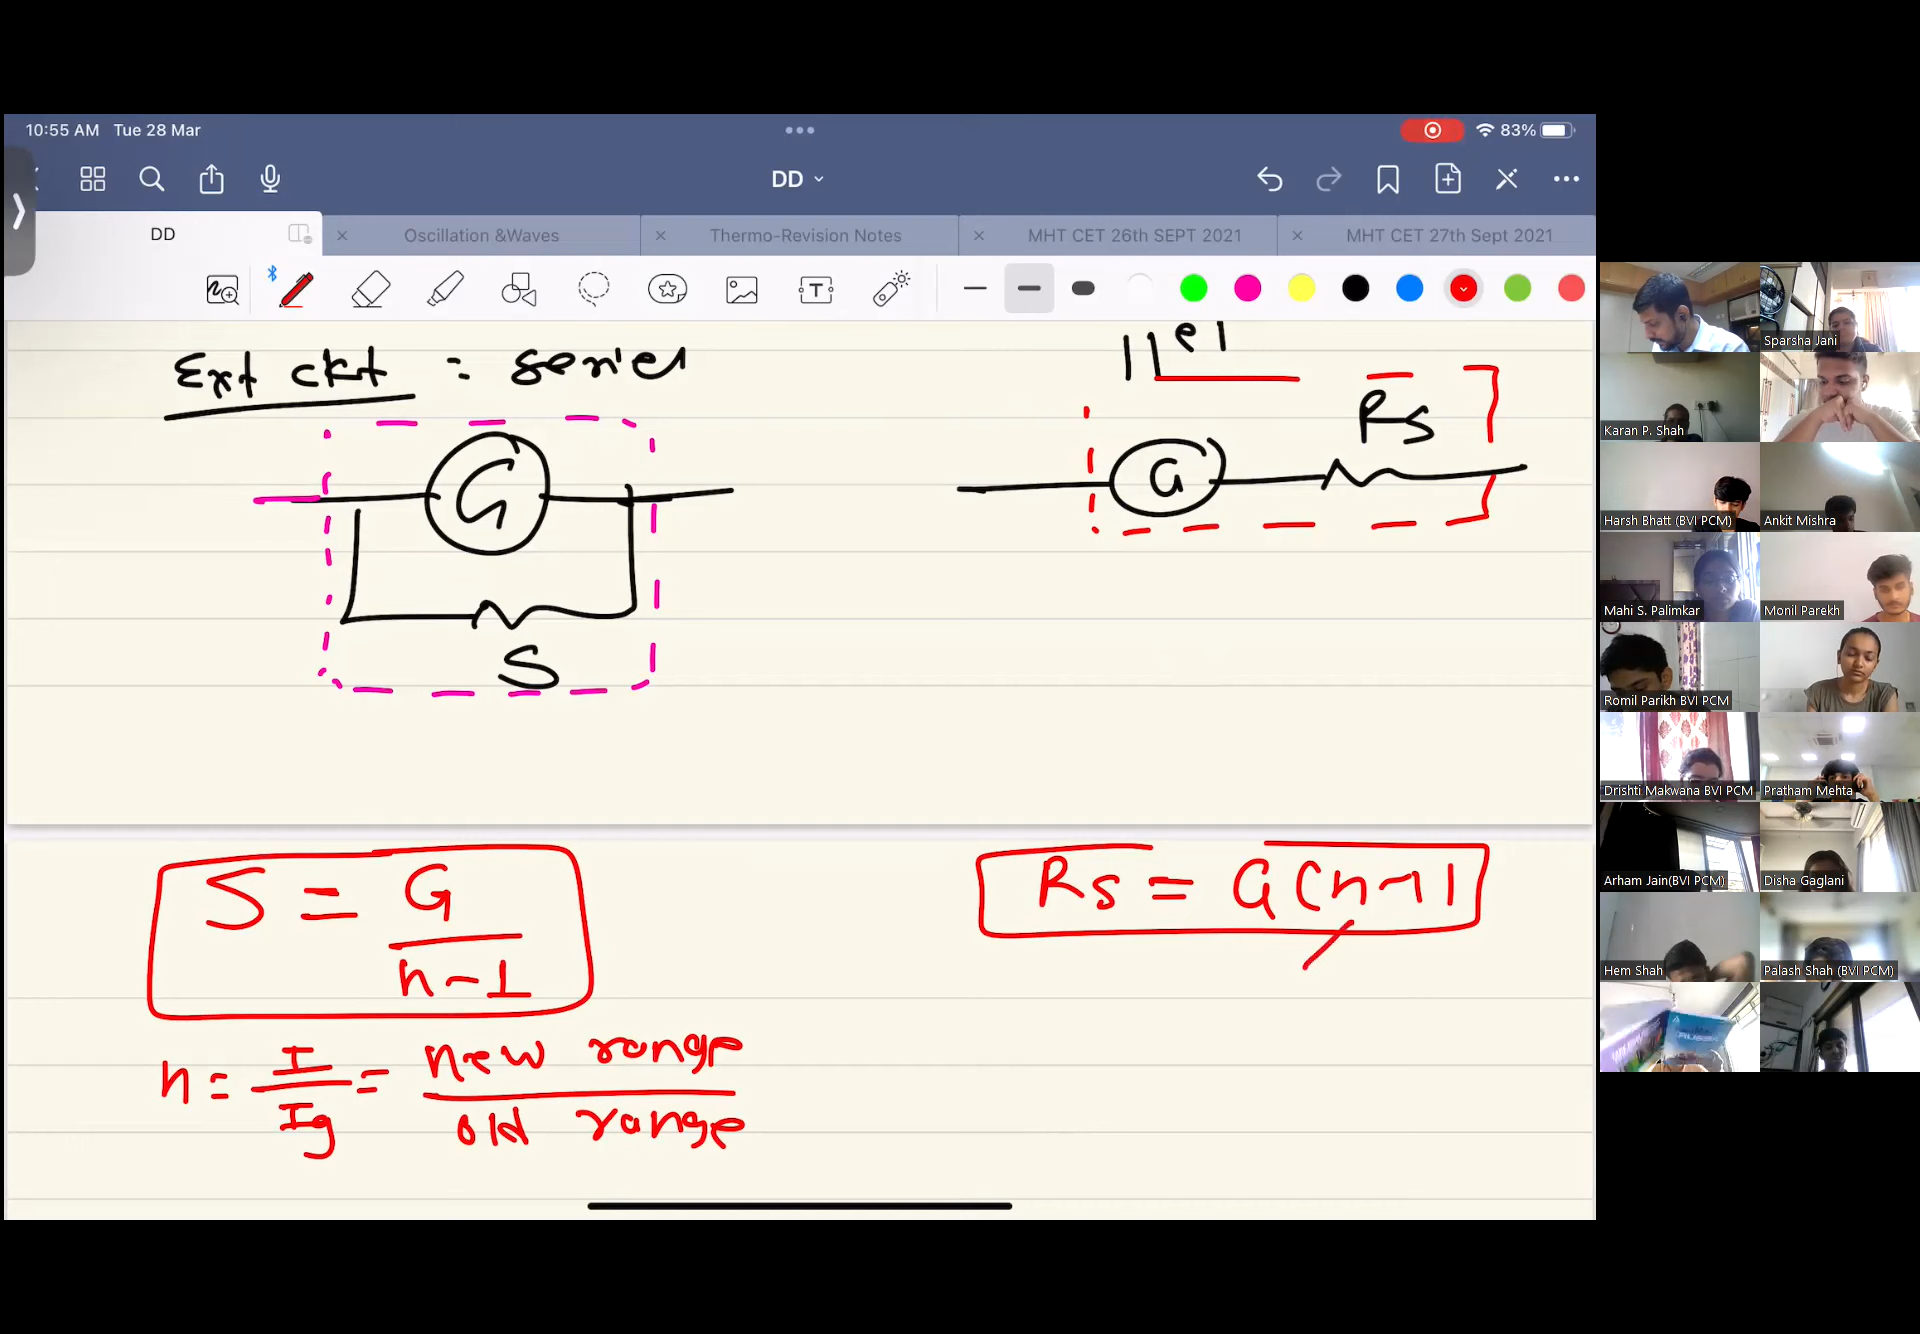 10:55 AM Tue 28 Mar
83%
DD
DD
Oscillation &Waves
Thermo-Revision Notes
MHT CET 26th SEPT 2021
MHT CET 27th Sept 2021
T
Ext ckt : series
||el
Rs
G
G
S
S = G / n-1
Rs = G(n-1)
n = I / Ig = new range / old range
Sparsha Jani
Karan P. Shah
Harsh Bhatt (BVI PCM)
Ankit Mishra
Mahi S. Palimkar
Monil Parekh
Romil Parikh BVI PCM
Drishti Makwana BVI PCM
Pratham Mehta
Arham Jain(BVI PCM)
Disha Gaglani
Hem Shah
Palash Shah (BVI PCM)